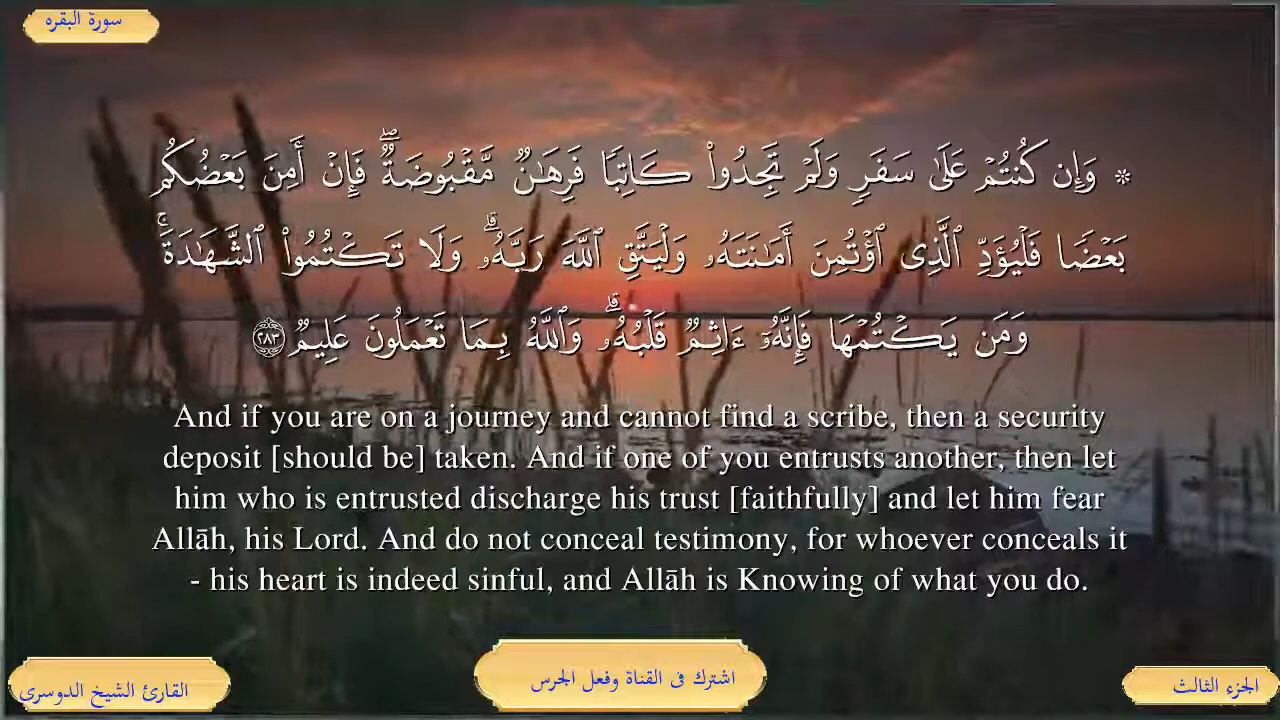 سورة البقره
* وَإِن كُنتُمْ عَلَىٰ سَفَرٍ وَلَمْ تَجِدُوا۟ كَاتِبًا فَرِهَـٰنٌ مَّقْبُوضَةٌ ۖ فَإِنْ أَمِنَ بَعْضُكُم
بَعْضًا فَلْيُؤَدِّ ٱلَّذِى ٱؤْتُمِنَ أَمَـٰنَتَهُۥ وَلْيَتَّقِ ٱللَّهَ رَبَّهُۥ ۗ وَلَا تَكْتُمُوا۟ ٱلشَّهَـٰدَةَ ۚ
وَمَن يَكْتُمْهَا فَإِنَّهُۥٓ ءَاثِمٌ قَلْبُهُۥ ۗ وَٱللَّهُ بِمَا تَعْمَلُونَ عَلِيمٌ ٢٨٣
And if you are on a journey and cannot find a scribe, then a security
deposit [should be] taken. And if one of you entrusts another, then let
him who is entrusted discharge his trust [faithfully] and let him fear
Allāh, his Lord. And do not conceal testimony, for whoever conceals it
- his heart is indeed sinful, and Allāh is Knowing of what you do.
الجزء الثالث
اشترك فى القناة وفعل الجرس
القارئ الشيخ الدوسرى